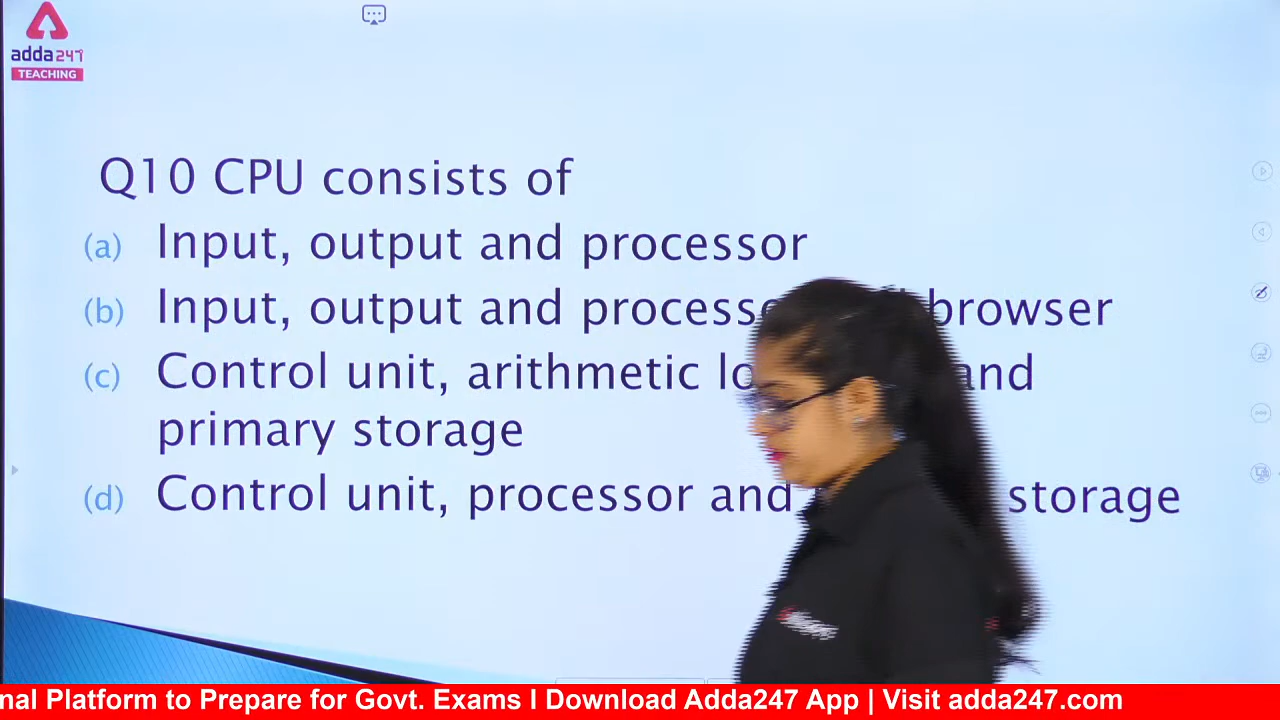 adda247
TEACHING
Q10 CPU consists of
(a) Input, output and processor
(b) Input, output and browser
(c) Control unit, arithmetic and
primary storage
(d) Control unit, processor and storage
nal Platform to Prepare for Govt. Exams I Download Adda247 App | Visit adda247.com